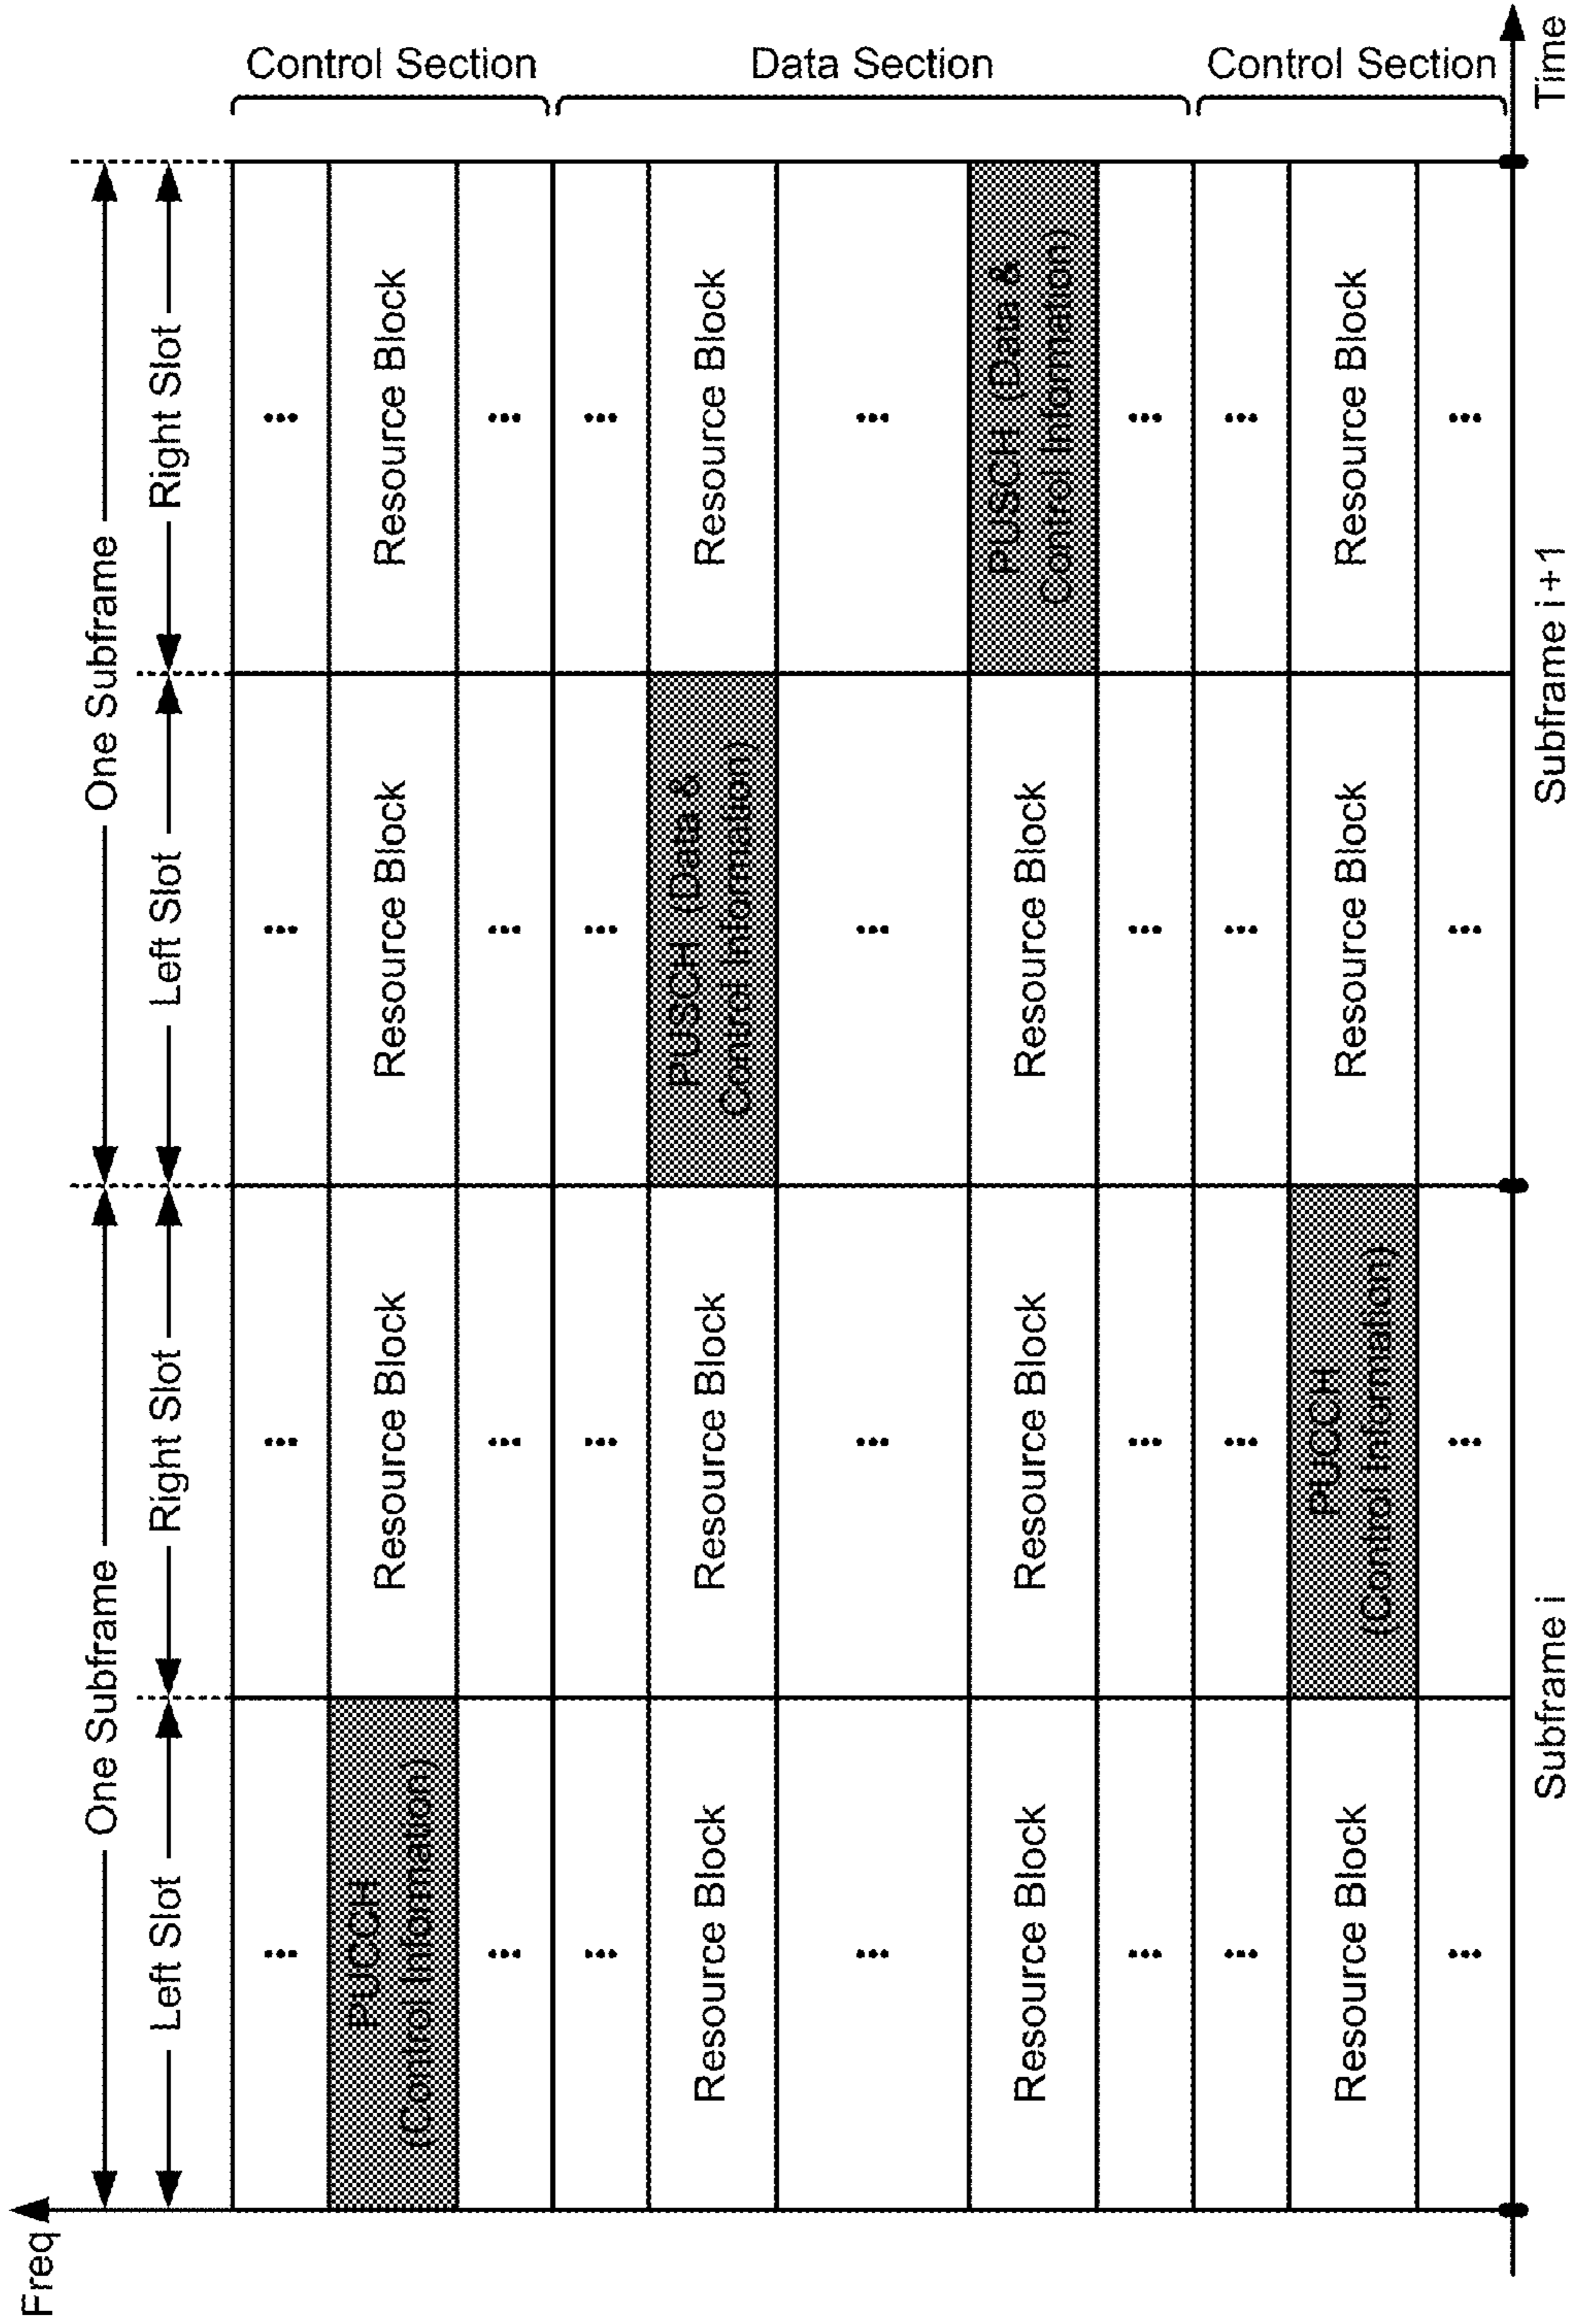 Freq
One Subframe
One Subframe
Left Slot
Right Slot
Left Slot
Right Slot
Control Section
... ... ... ...
PUCCH
(Control Information)
Resource Block
Resource Block
Resource Block
... ... ... ...
Data Section
... ... ... ...
Resource Block
Resource Block
PUSCH (Data &
Control Information)
Resource Block
... ... ... ...
Resource Block
Resource Block
Resource Block
PUSCH (Data &
Control Information)
... ... ... ...
Control Section
... ... ... ...
Resource Block
PUCCH
(Control Information)
Resource Block
Resource Block
... ... ... ...
Subframe i
Subframe i+1
Time